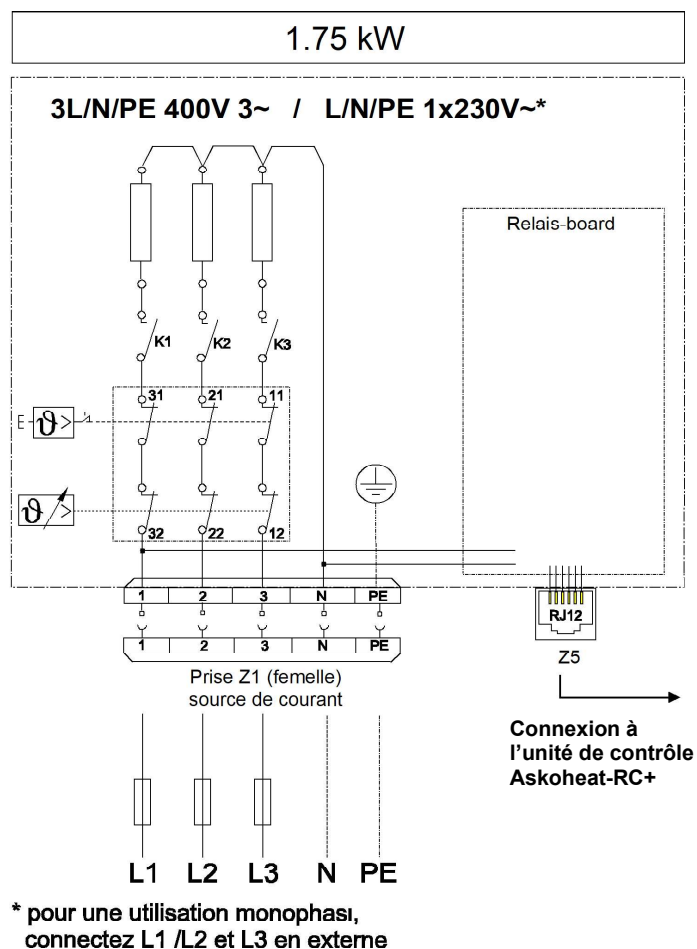 1.75 kW
3L/N/PE 400V 3~ / L/N/PE 1x230V~*
Relais-board
K1 K2 K3
31 21 11
ϑ >
ϑ >
32 22 12
1 2 3 N PE
RJ12
1 2 3 N PE
Z5
Prise Z1 (femelle)
source de courant
Connexion à
l'unité de contrôle
Askoheat-RC+
L1 L2 L3 N PE
* pour une utilisation monophası,
connectez L1 /L2 et L3 en externe